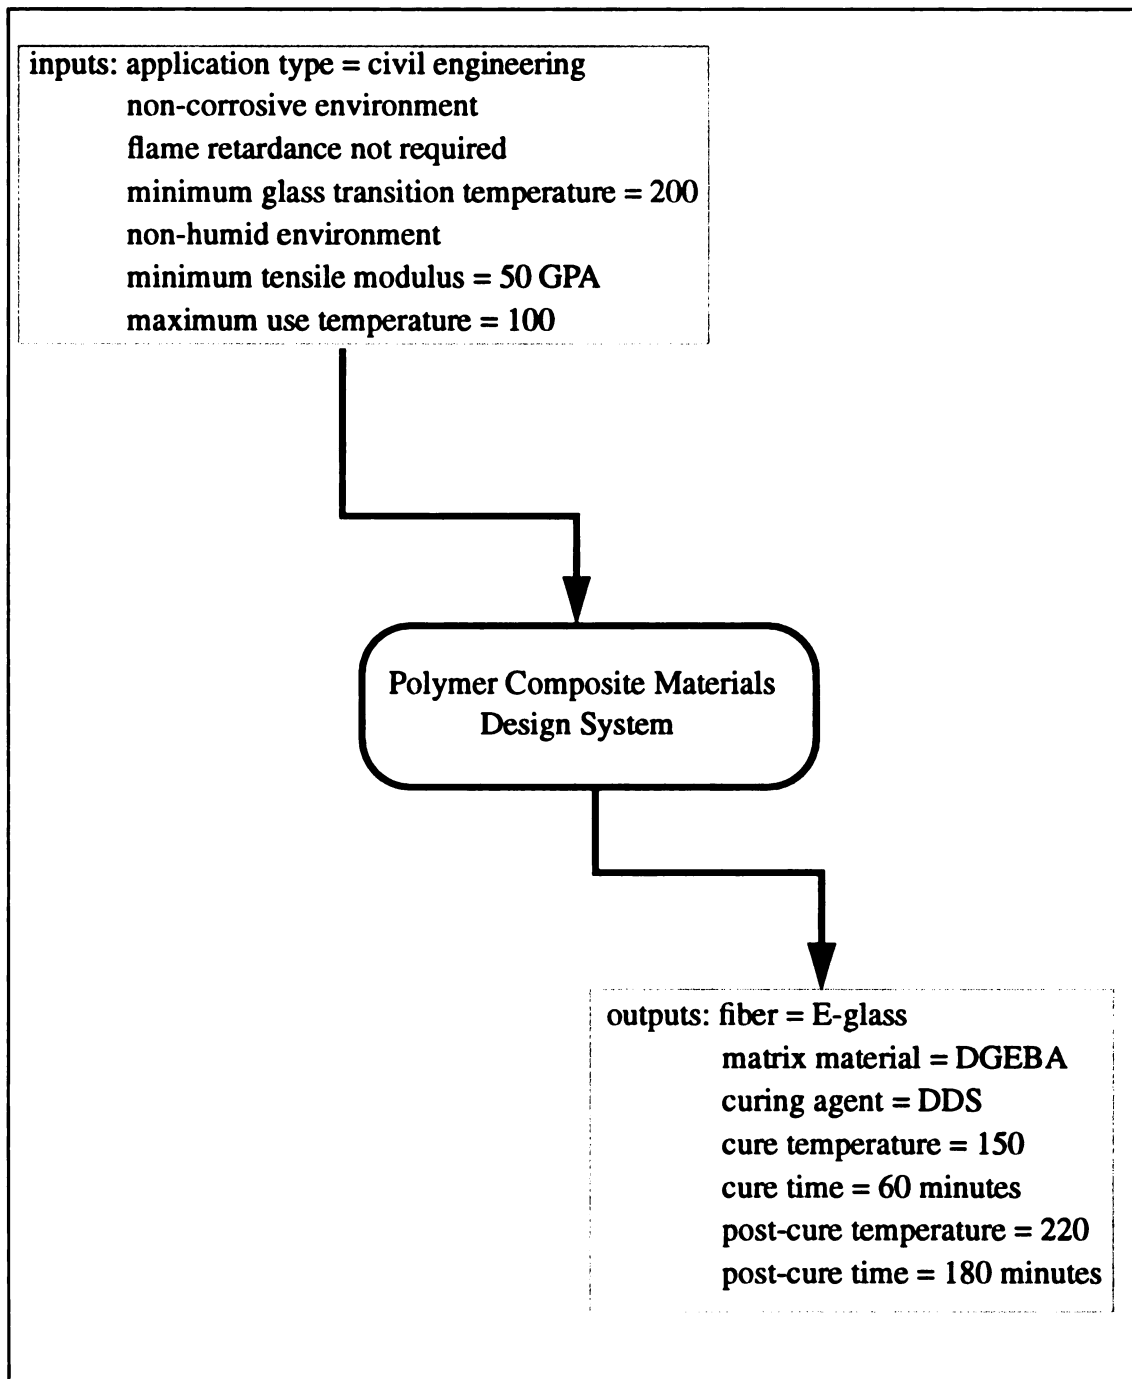 inputs: application type = civil engineering
non-corrosive environment
flame retardance not required
minimum glass transition temperature = 200
non-humid environment
minimum tensile modulus = 50 GPA
maximum use temperature = 100
Polymer Composite Materials
Design System
outputs: fiber = E-glass
matrix material = DGEBA
curing agent = DDS
cure temperature = 150
cure time = 60 minutes
post-cure temperature = 220
post-cure time = 180 minutes